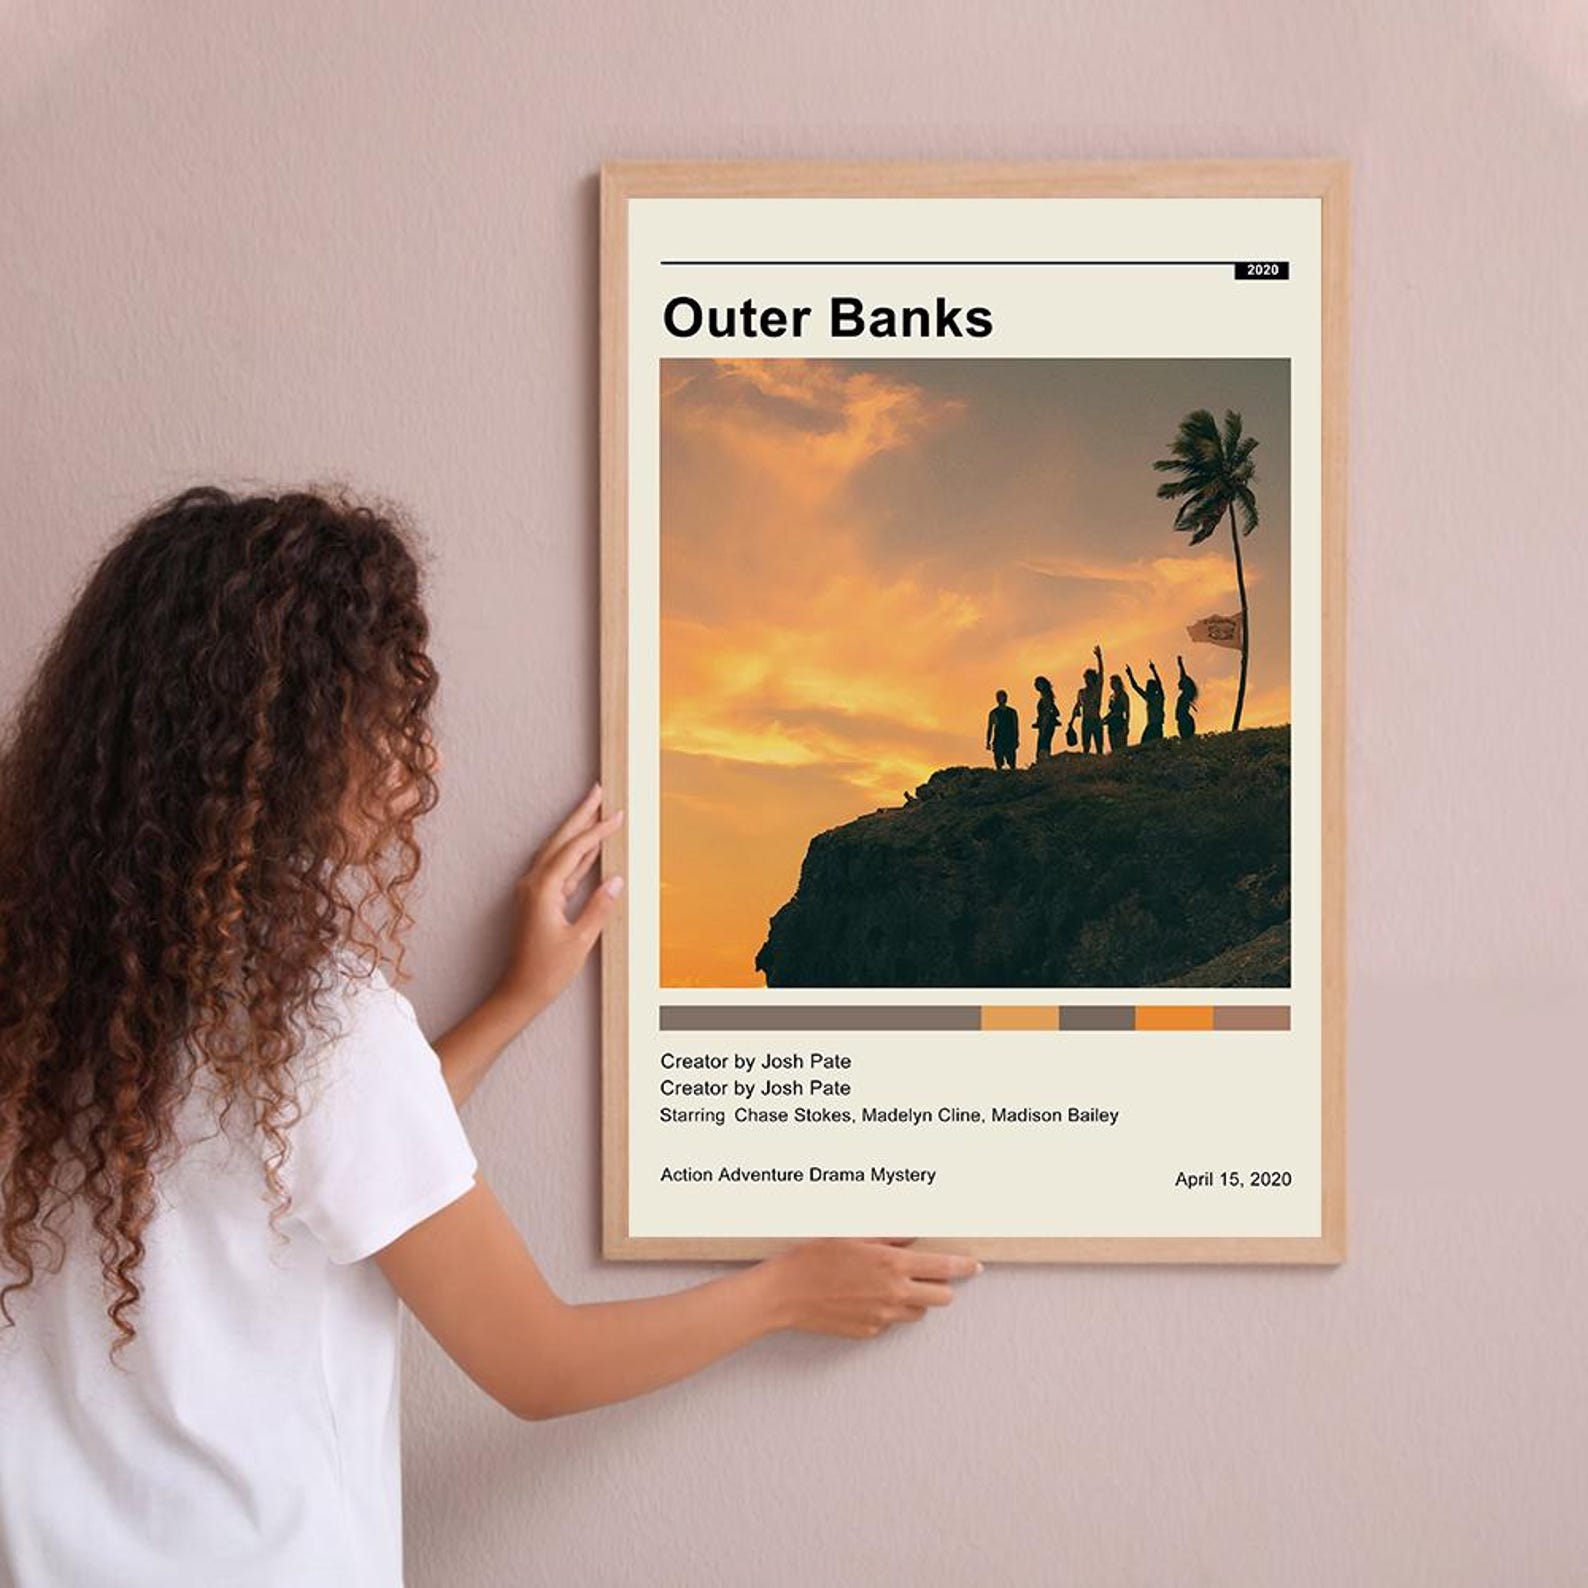 2020
Outer Banks
Creator by Josh Pate
Creator by Josh Pate
Starring Chase Stokes, Madelyn Cline, Madison Bailey
Action Adventure Drama Mystery
April 15, 2020